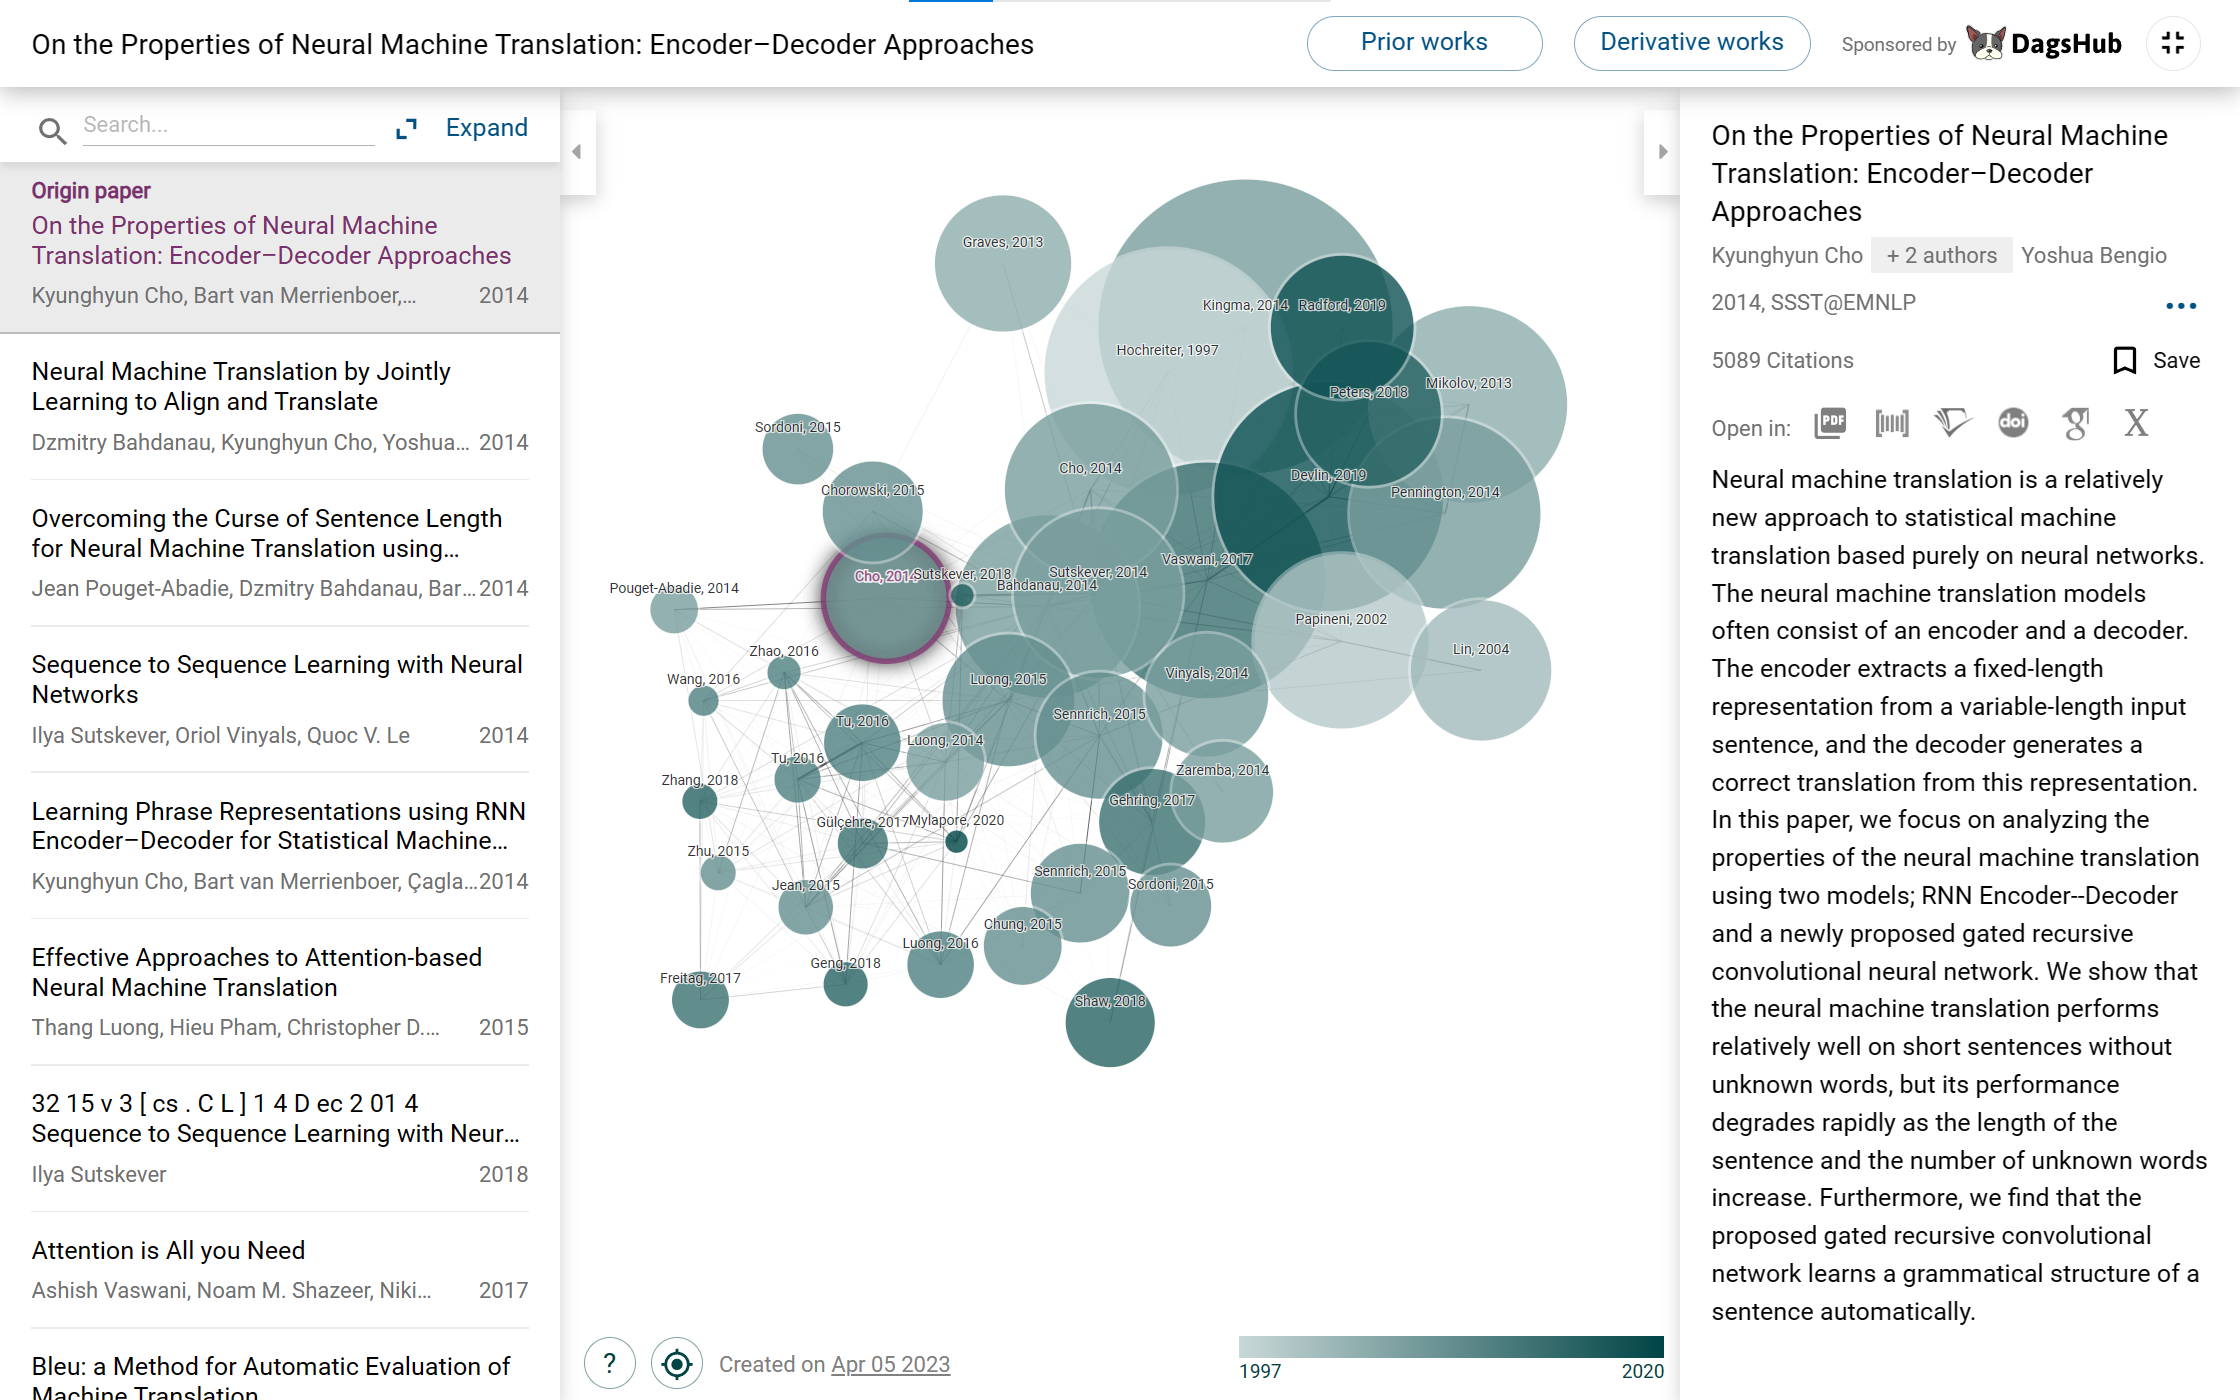 On the Properties of Neural Machine Translation: Encoder–Decoder Approaches
Prior works
Derivative works
Sponsored by DagsHub
Search...
Expand
Origin paper
On the Properties of Neural Machine
Translation: Encoder–Decoder Approaches
Kyunghyun Cho, Bart van Merrienboer,... 2014
Neural Machine Translation by Jointly
Learning to Align and Translate
Dzmitry Bahdanau, Kyunghyun Cho, Yoshua... 2014
Overcoming the Curse of Sentence Length
for Neural Machine Translation using...
Jean Pouget-Abadie, Dzmitry Bahdanau, Bar... 2014
Sequence to Sequence Learning with Neural
Networks
Ilya Sutskever, Oriol Vinyals, Quoc V. Le 2014
Learning Phrase Representations using RNN
Encoder–Decoder for Statistical Machine...
Kyunghyun Cho, Bart van Merrienboer, Çagla... 2014
Effective Approaches to Attention-based
Neural Machine Translation
Thang Luong, Hieu Pham, Christopher D.... 2015
32 15 v 3 [ cs . C L ] 1 4 D ec 2 01 4
Sequence to Sequence Learning with Neur...
Ilya Sutskever 2018
Attention is All you Need
Ashish Vaswani, Noam M. Shazeer, Niki... 2017
Bleu: a Method for Automatic Evaluation of
Machine Translation
Graves, 2013
Kingma, 2014
Radford, 2019
Hochreiter, 1997
Mikolov, 2013
Peters, 2018
Sordoni, 2015
Cho, 2014
Devlin, 2019
Chorowski, 2015
Pennington, 2014
Vaswani, 2017
Sutskever, 2014
Cho, 2014
Sutskever, 2018
Bahdanau, 2014
Pouget-Abadie, 2014
Papineni, 2002
Lin, 2004
Zhao, 2016
Vinyals, 2014
Wang, 2016
Luong, 2015
Sennrich, 2015
Tu, 2016
Luong, 2014
Tu, 2016
Zaremba, 2014
Zhang, 2018
Gehring, 2017
Gülçehre, 2017
Mylapore, 2020
Zhu, 2015
Sennrich, 2015
Jean, 2015
Sordoni, 2015
Chung, 2015
Luong, 2016
Geng, 2018
Freitag, 2017
Shaw, 2018
?
Created on Apr 05 2023
1997
2020
On the Properties of Neural Machine
Translation: Encoder–Decoder
Approaches
Kyunghyun Cho + 2 authors Yoshua Bengio
2014, SSST@EMNLP
5089 Citations
Save
Open in:
PDF
doi
g
X
Neural machine translation is a relatively
new approach to statistical machine
translation based purely on neural networks.
The neural machine translation models
often consist of an encoder and a decoder.
The encoder extracts a fixed-length
representation from a variable-length input
sentence, and the decoder generates a
correct translation from this representation.
In this paper, we focus on analyzing the
properties of the neural machine translation
using two models; RNN Encoder--Decoder
and a newly proposed gated recursive
convolutional neural network. We show that
the neural machine translation performs
relatively well on short sentences without
unknown words, but its performance
degrades rapidly as the length of the
sentence and the number of unknown words
increase. Furthermore, we find that the
proposed gated recursive convolutional
network learns a grammatical structure of a
sentence automatically.